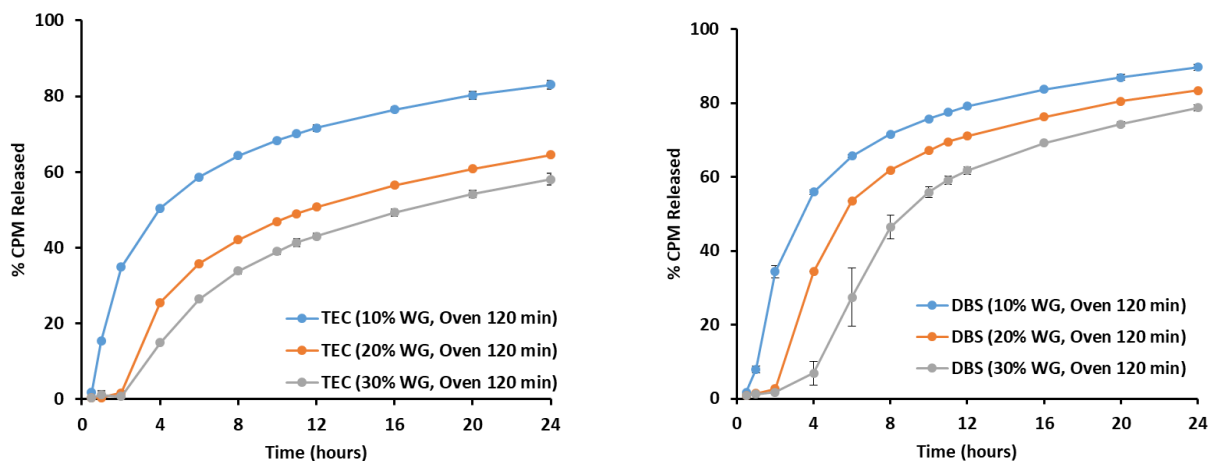 100
80
60
40
20
0
% CPM Released
TEC (10% WG, Oven 120 min)
TEC (20% WG, Oven 120 min)
TEC (30% WG, Oven 120 min)
0 4 8 12 16 20 24
Time (hours)
100
80
60
40
20
0
% CPM Released
DBS (10% WG, Oven 120 min)
DBS (20% WG, Oven 120 min)
DBS (30% WG, Oven 120 min)
0 4 8 12 16 20 24
Time (hours)